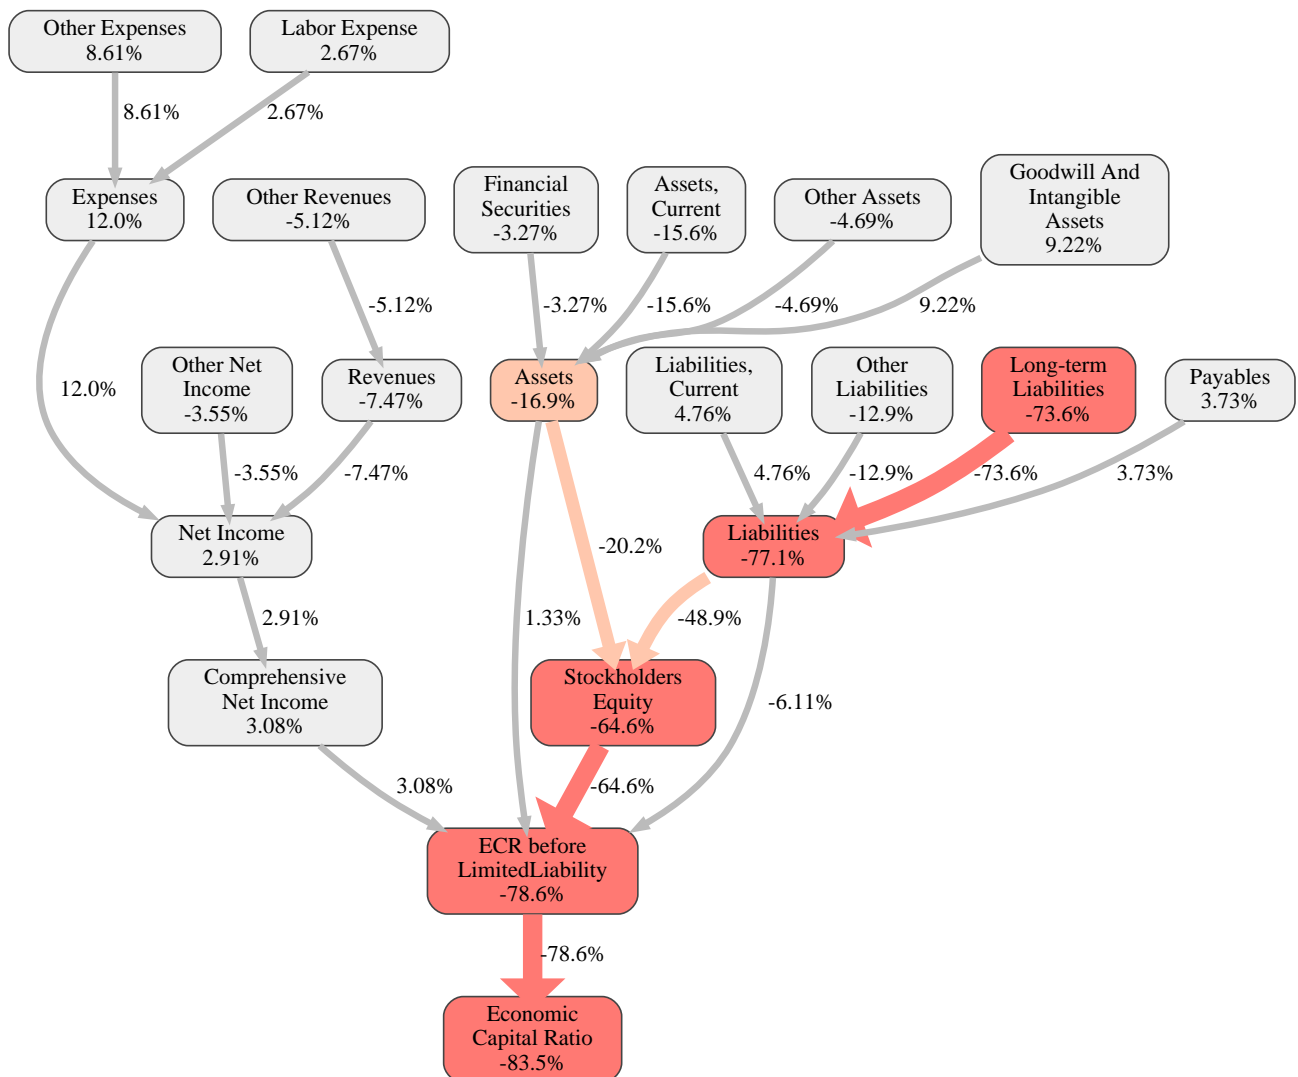 Other Expenses
8.61%
Labor Expense
2.67%
8.61%
2.67%
Expenses
12.0%
Other Revenues
-5.12%
Financial
Securities
-3.27%
Assets,
Current
-15.6%
Other Assets
-4.69%
Goodwill And
Intangible
Assets
9.22%
-5.12%
-3.27%
-15.6%
-4.69%
9.22%
12.0%
Other Net
Income
-3.55%
Revenues
-7.47%
Assets
-16.9%
Liabilities,
Current
4.76%
Other
Liabilities
-12.9%
Long-term
Liabilities
-73.6%
Payables
3.73%
-3.55%
-7.47%
4.76%
-12.9%
-73.6%
3.73%
Net Income
2.91%
-20.2%
Liabilities
-77.1%
2.91%
1.33%
-48.9%
Comprehensive
Net Income
3.08%
Stockholders
Equity
-64.6%
-6.11%
3.08%
-64.6%
ECR before
LimitedLiability
-78.6%
-78.6%
Economic
Capital Ratio
-83.5%